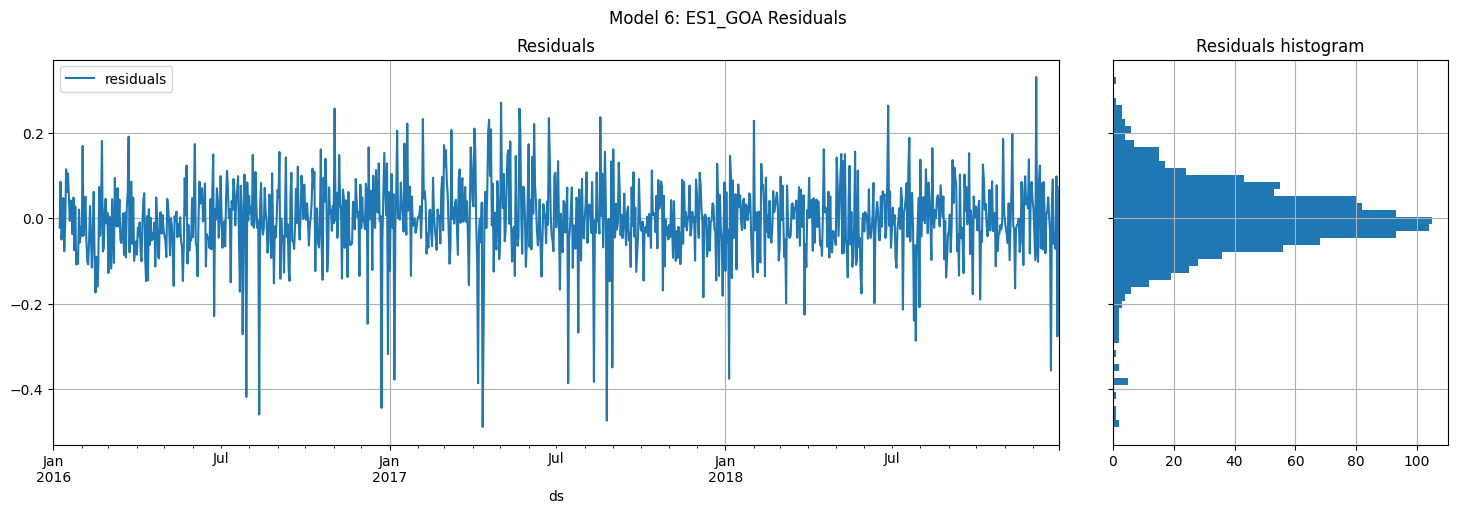 Model 6: ES1_GOA Residuals
Residuals
residuals
0.2
0.0
−0.2
−0.4
Jan
2016
Jul
Jan
2017
Jul
Jan
2018
Jul
ds
Residuals histogram
0 20 40 60 80 100